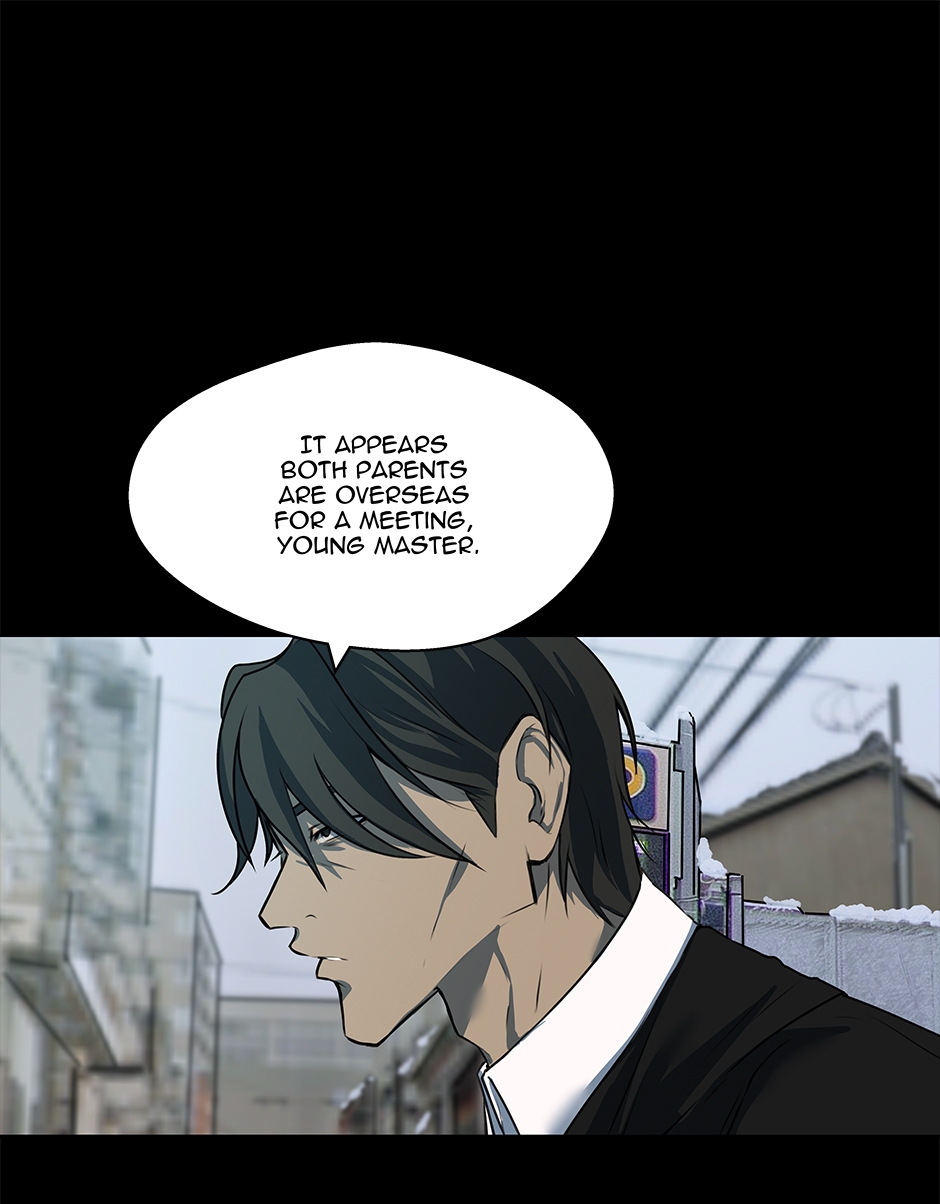 IT APPEARS
BOTH PARENTS
ARE OVERSEAS
FOR A MEETING,
YOUNG MASTER.